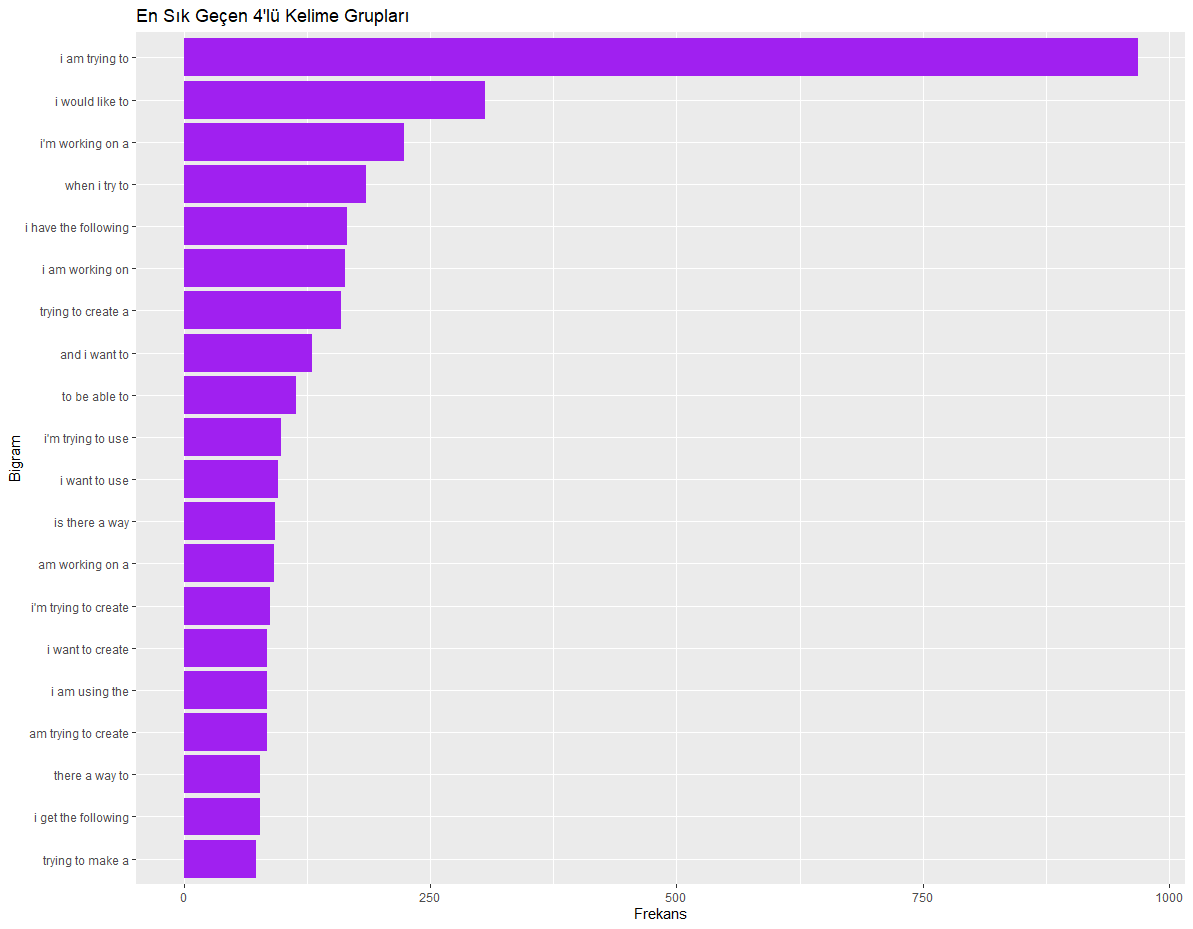 En Sık Geçen 4'lü Kelime Grupları
i am trying to
i would like to
i'm working on a
when i try to
i have the following
i am working on
trying to create a
and i want to
to be able to
i'm trying to use
i want to use
is there a way
am working on a
i'm trying to create
i want to create
i am using the
am trying to create
there a way to
i get the following
trying to make a
Bigram
0 250 500 750 1000
Frekans